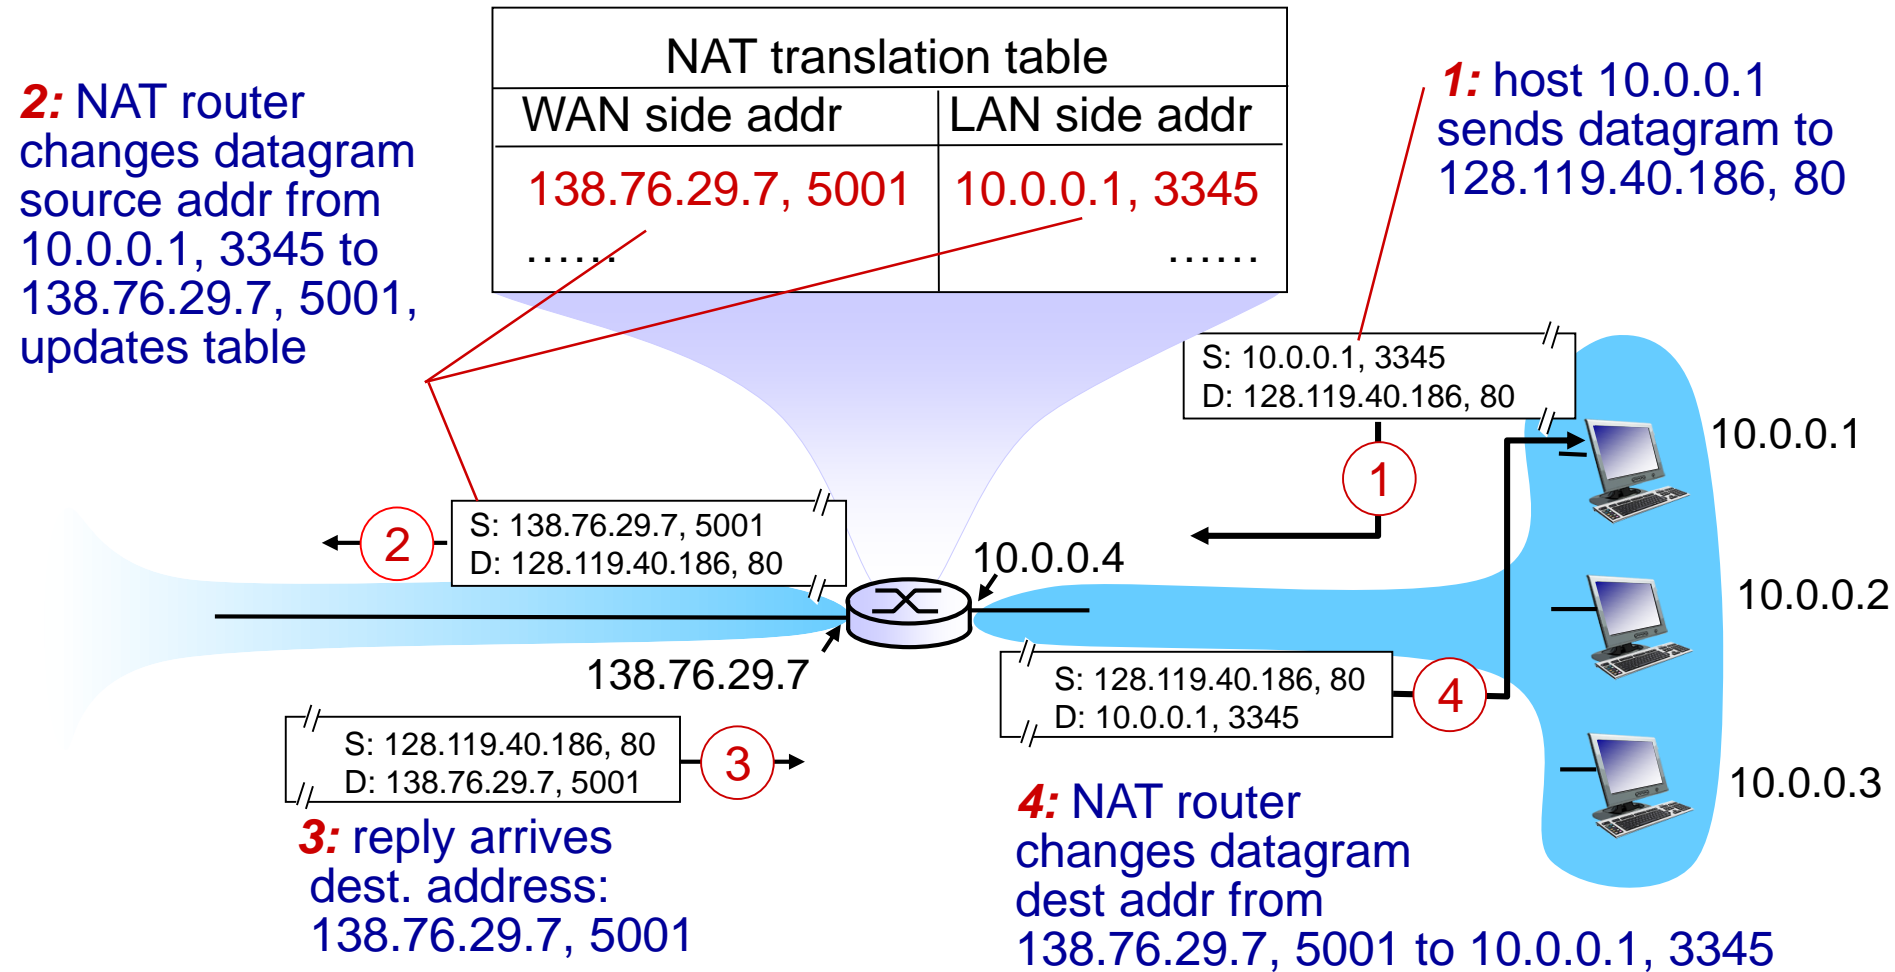 NAT translation table
WAN side addr LAN side addr
138.76.29.7, 5001 10.0.0.1, 3345
...... ......
2: NAT router
changes datagram
source addr from
10.0.0.1, 3345 to
138.76.29.7, 5001,
updates table
1: host 10.0.0.1
sends datagram to
128.119.40.186, 80
S: 10.0.0.1, 3345
D: 128.119.40.186, 80
1
10.0.0.1
S: 138.76.29.7, 5001
D: 128.119.40.186, 80
2
10.0.0.4
10.0.0.2
138.76.29.7
S: 128.119.40.186, 80
D: 10.0.0.1, 3345
4
S: 128.119.40.186, 80
D: 138.76.29.7, 5001
3
10.0.0.3
3: reply arrives
dest. address:
138.76.29.7, 5001
4: NAT router
changes datagram
dest addr from
138.76.29.7, 5001 to 10.0.0.1, 3345